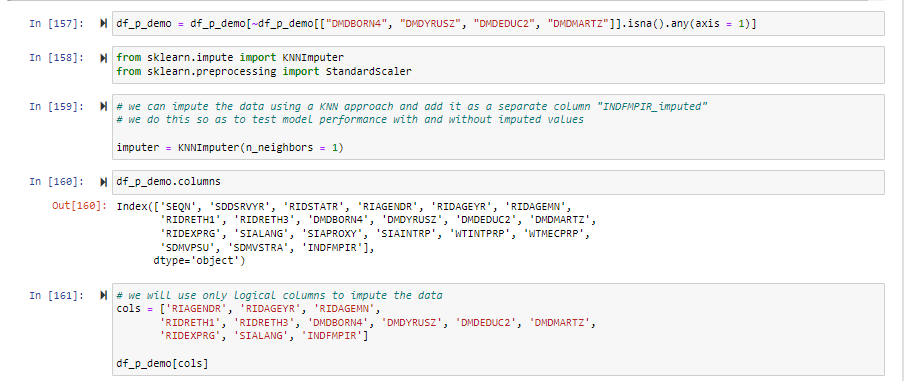 In [157]: df_p_demo = df_p_demo[~df_p_demo[["DMDBORN4", "DMDYRUSZ", "DMDEDUC2", "DMDMARTZ"]].isna().any(axis = 1)]
In [158]: from sklearn.impute import KNNImputer
from sklearn.preprocessing import StandardScaler
In [159]: # we can impute the data using a KNN approach and add it as a separate column "INDFMPIR_imputed"
# we do this so as to test model performance with and without imputed values
imputer = KNNImputer(n_neighbors = 1)
In [160]: df_p_demo.columns
Out[160]: Index(['SEQN', 'SDDSRVYR', 'RIDSTATR', 'RIAGENDR', 'RIDAGEYR', 'RIDAGEMN',
'RIDRETH1', 'RIDRETH3', 'DMDBORN4', 'DMDYRUSZ', 'DMDEDUC2', 'DMDMARTZ',
'RIDEXPRG', 'SIALANG', 'SIAPROXY', 'SIAINTRP', 'WTINTPRP', 'WTMECPRP',
'SDMVPSU', 'SDMVSTRA', 'INDFMPIR'],
dtype='object')
In [161]: # we will use only logical columns to impute the data
cols = ['RIAGENDR', 'RIDAGEYR', 'RIDAGEMN',
'RIDRETH1', 'RIDRETH3', 'DMDBORN4', 'DMDYRUSZ', 'DMDEDUC2', 'DMDMARTZ',
'RIDEXPRG', 'SIALANG', 'INDFMPIR']
df_p_demo[cols]